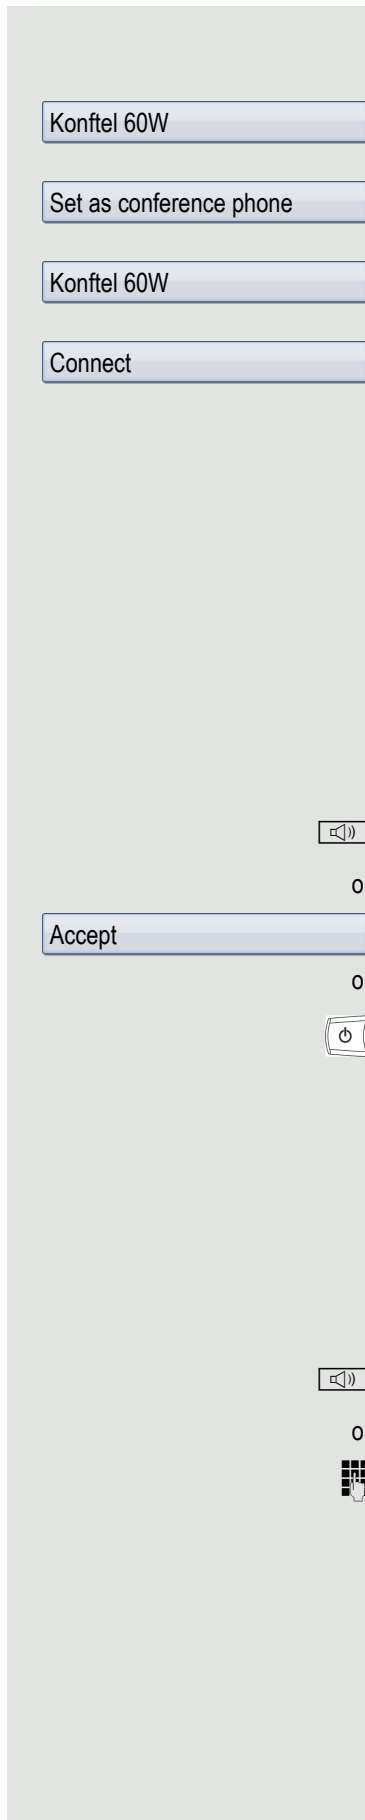 Konftel 60W
Set as conference phone
Konftel 60W
Connect
o
Accept
o
o